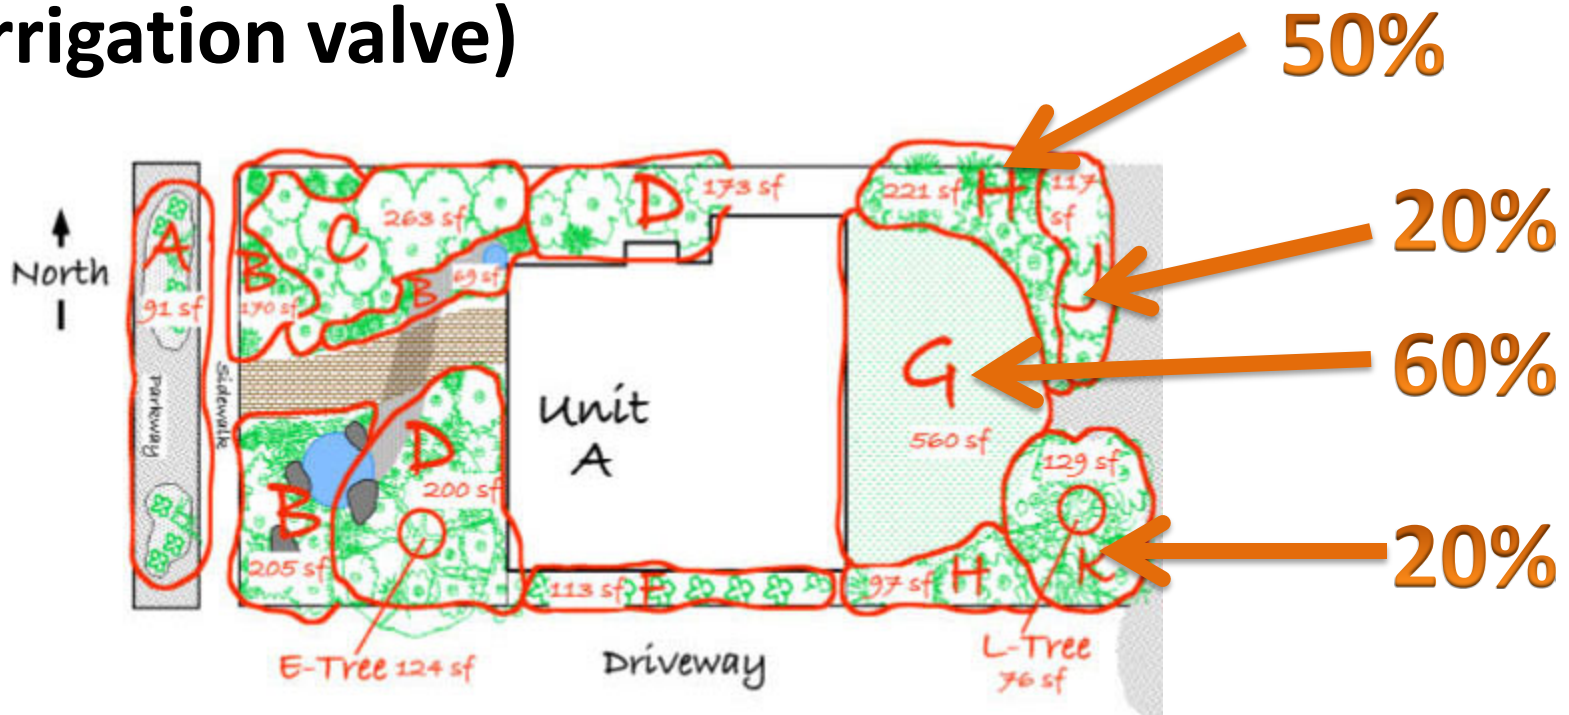 rrigation valve)
50%
20%
60%
20%
North
A
91 sf
Parkway
Sidewalk
B
170 sf
C
263 sf
B
69 sf
D
173 sf
221 sf
H
117
sf
J
G
560 sf
Unit
A
B
205 sf
D
200 sf
113 sf
F
97 sf
H
129 sf
K
E-Tree 124 sf
Driveway
L-Tree
76 sf